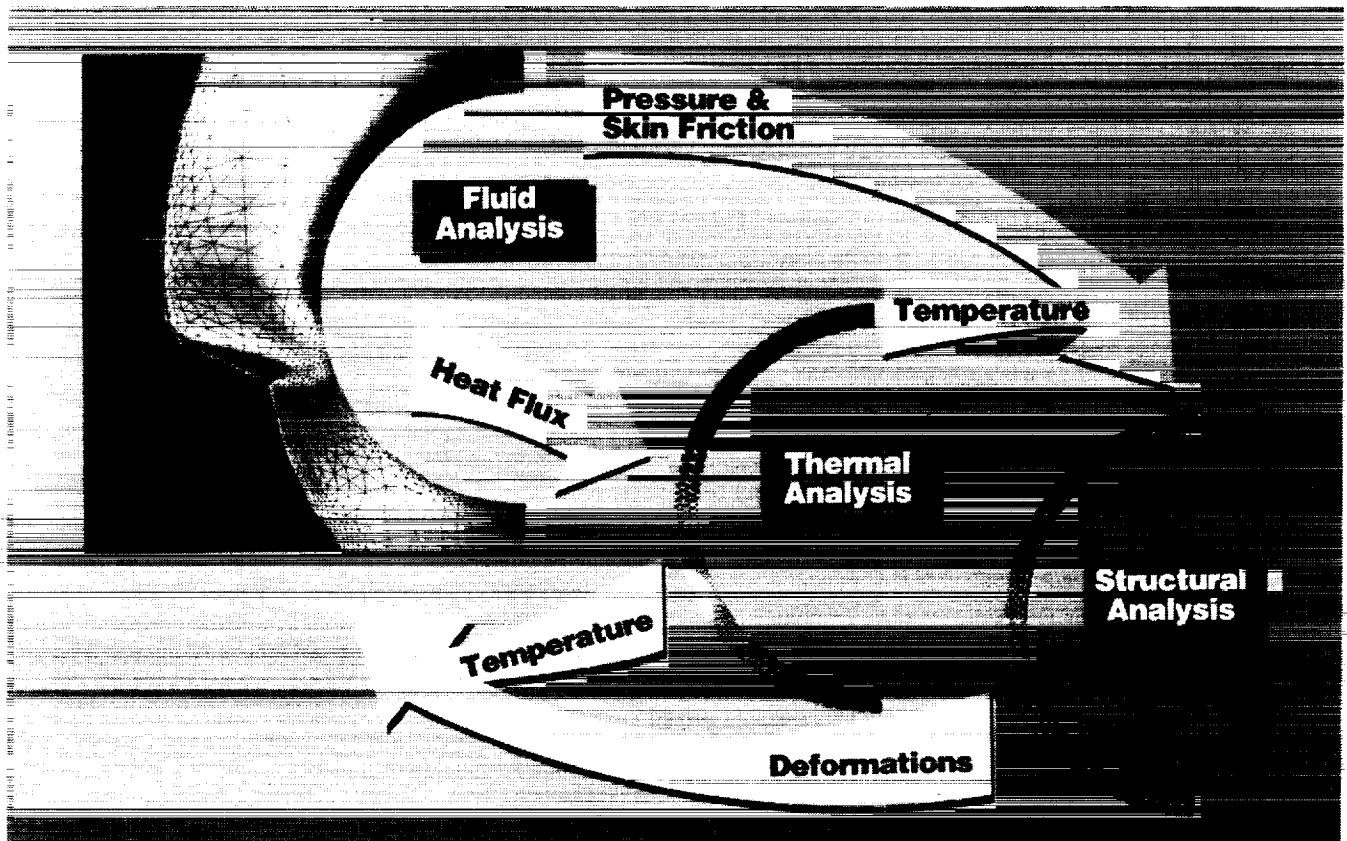 Pressure &
Skin Friction
Fluid
Analysis
Temperature
Heat Flux
Thermal
Analysis
Structural
Analysis
Temperature
Deformations